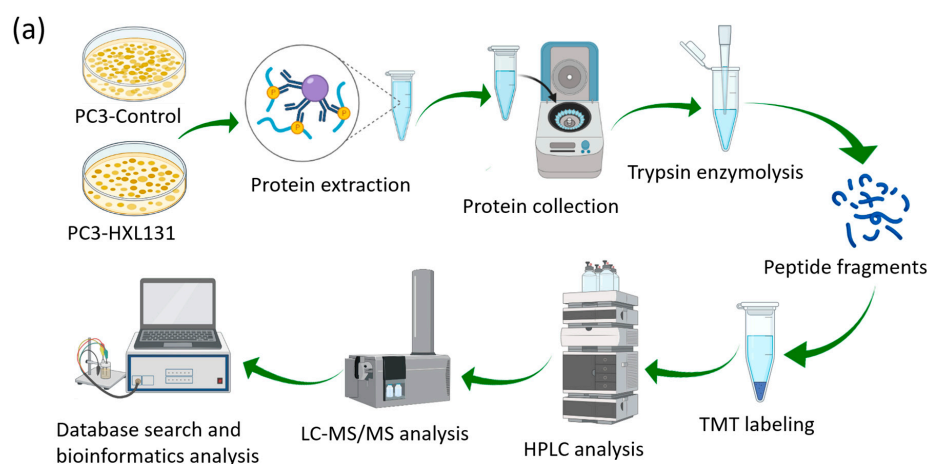 (a)
PC3-Control
PC3-HXL131
Protein extraction
P
P
P
Protein collection
Trypsin enzymolysis
Peptide fragments
TMT labeling
HPLC analysis
LC-MS/MS analysis
Database search and
bioinformatics analysis